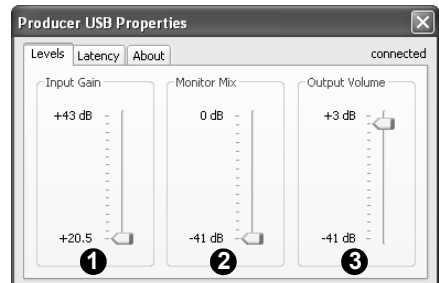 Producer USB Properties
Levels Latency About connected
Input Gain Monitor Mix Output Volume
+43 dB 0 dB +3 dB
+20.5 -41 dB -41 dB
1 2 3